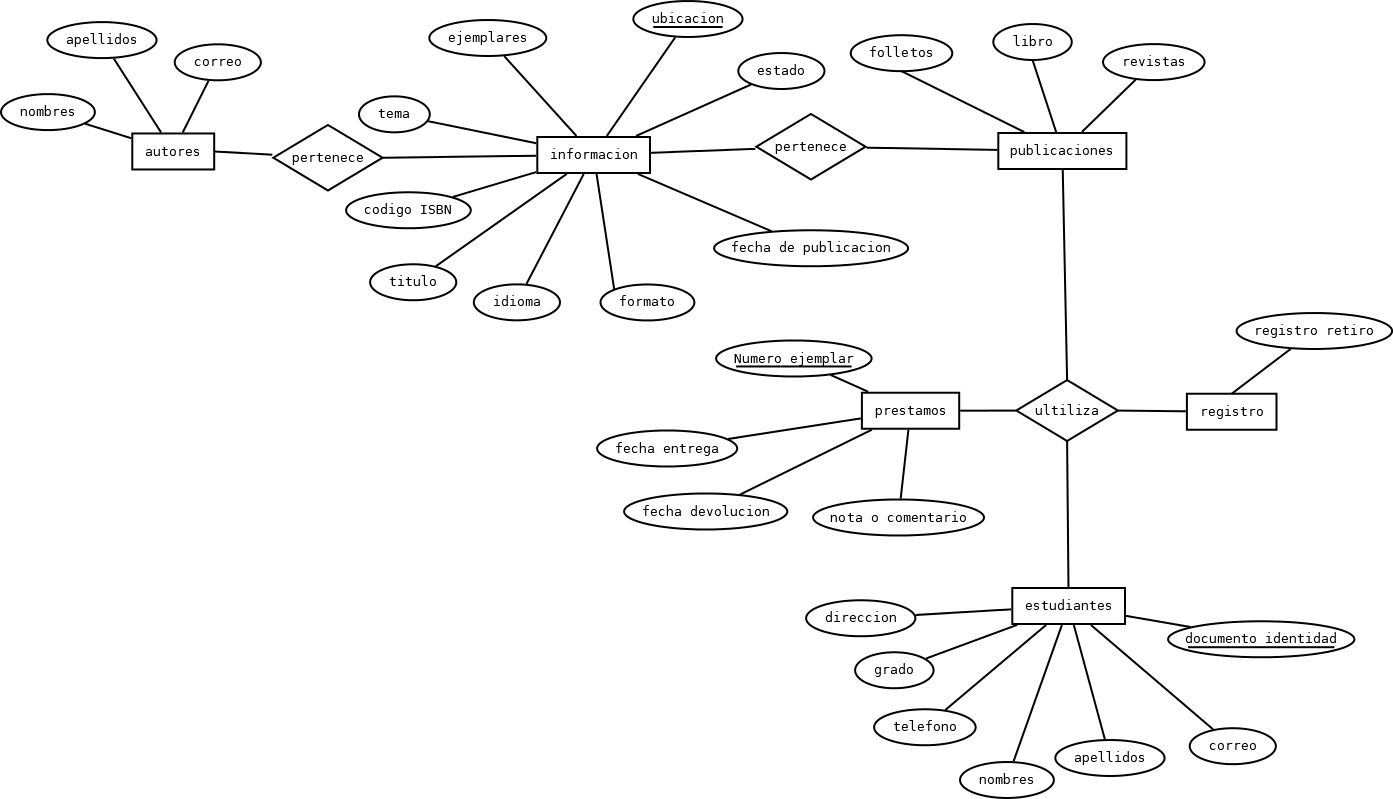 ubicacion
ejemplares
apellidos
libro
folletos
correo
revistas
estado
nombres
tema
autores
pertenece
informacion
pertenece
publicaciones
codigo ISBN
fecha de publicacion
titulo
idioma
formato
registro retiro
Numero ejemplar
prestamos
ultiliza
registro
fecha entrega
fecha devolucion
nota o comentario
estudiantes
direccion
documento identidad
grado
telefono
correo
apellidos
nombres